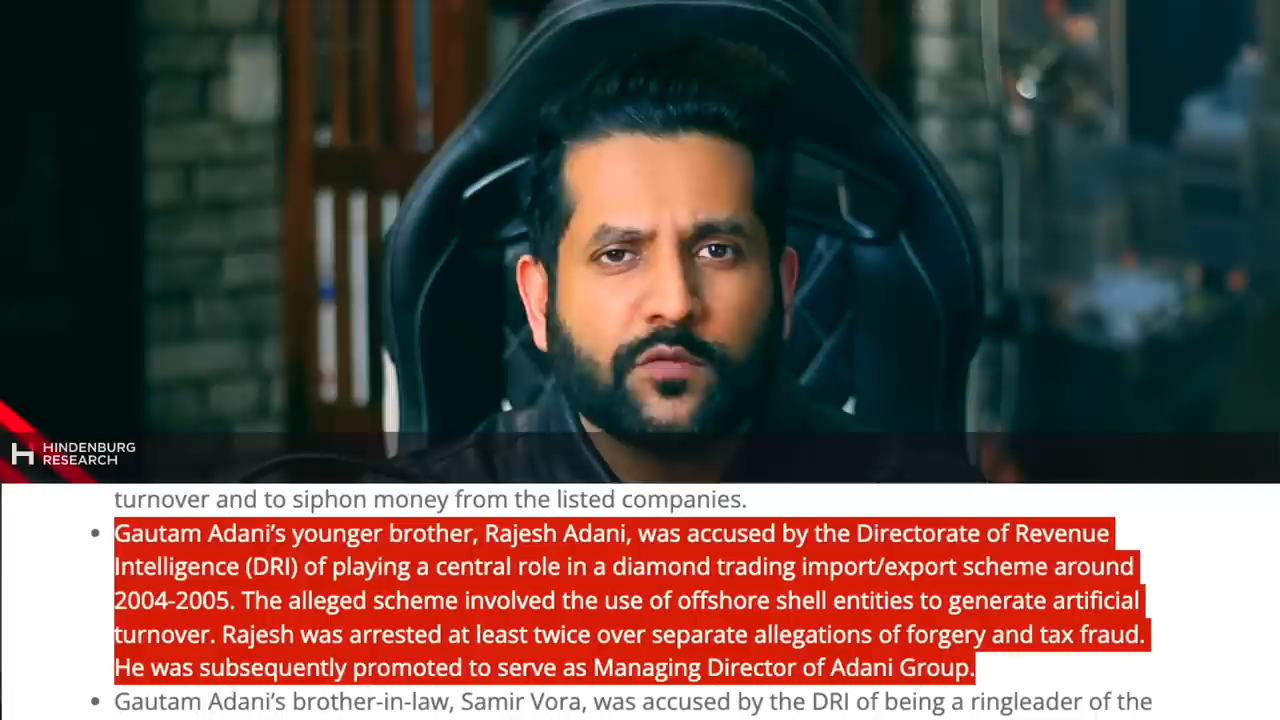 HINDENBURG
RESEARCH
turnover and to siphon money from the listed companies.
• Gautam Adani’s younger brother, Rajesh Adani, was accused by the Directorate of Revenue
Intelligence (DRI) of playing a central role in a diamond trading import/export scheme around
2004-2005. The alleged scheme involved the use of offshore shell entities to generate artificial
turnover. Rajesh was arrested at least twice over separate allegations of forgery and tax fraud.
He was subsequently promoted to serve as Managing Director of Adani Group.
• Gautam Adani’s brother-in-law, Samir Vora, was accused by the DRI of being a ringleader of the